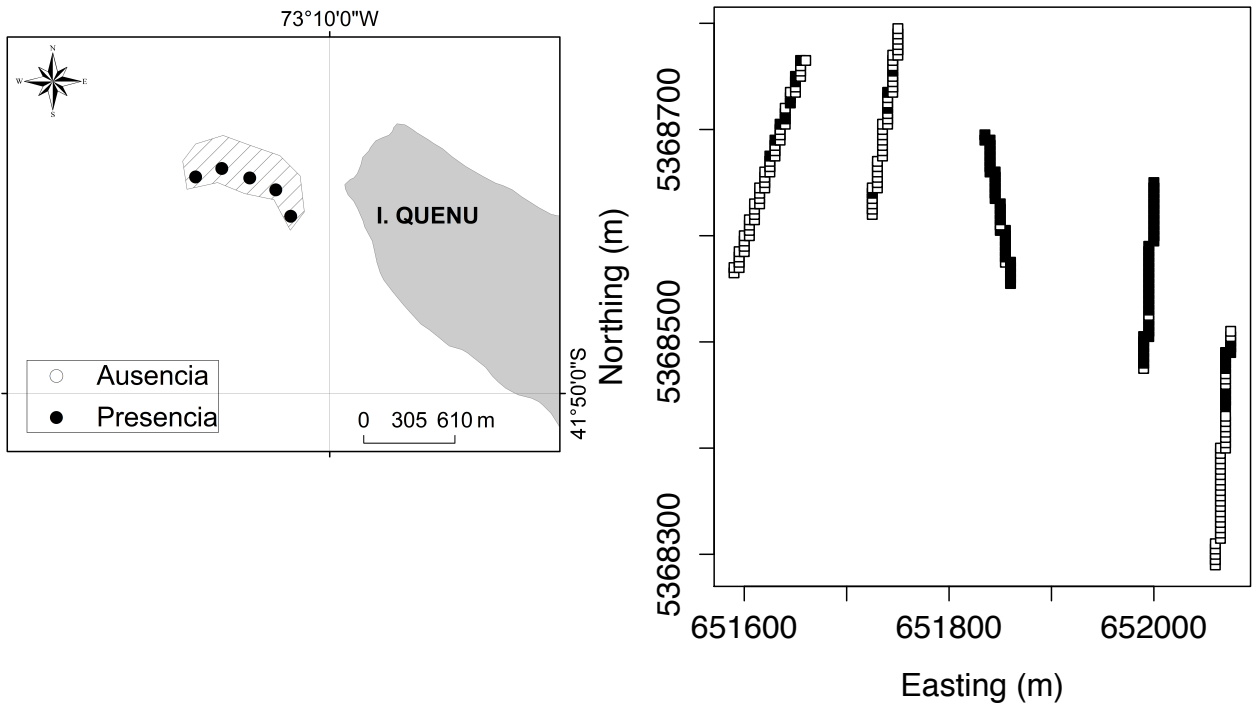 73°10'0"W
N
W
E
S
I. QUENU
Ausencia
Presencia
0 305 610 m
41°50'0"S
Northing (m)
5368700
5368500
5368300
651600 651800 652000
Easting (m)